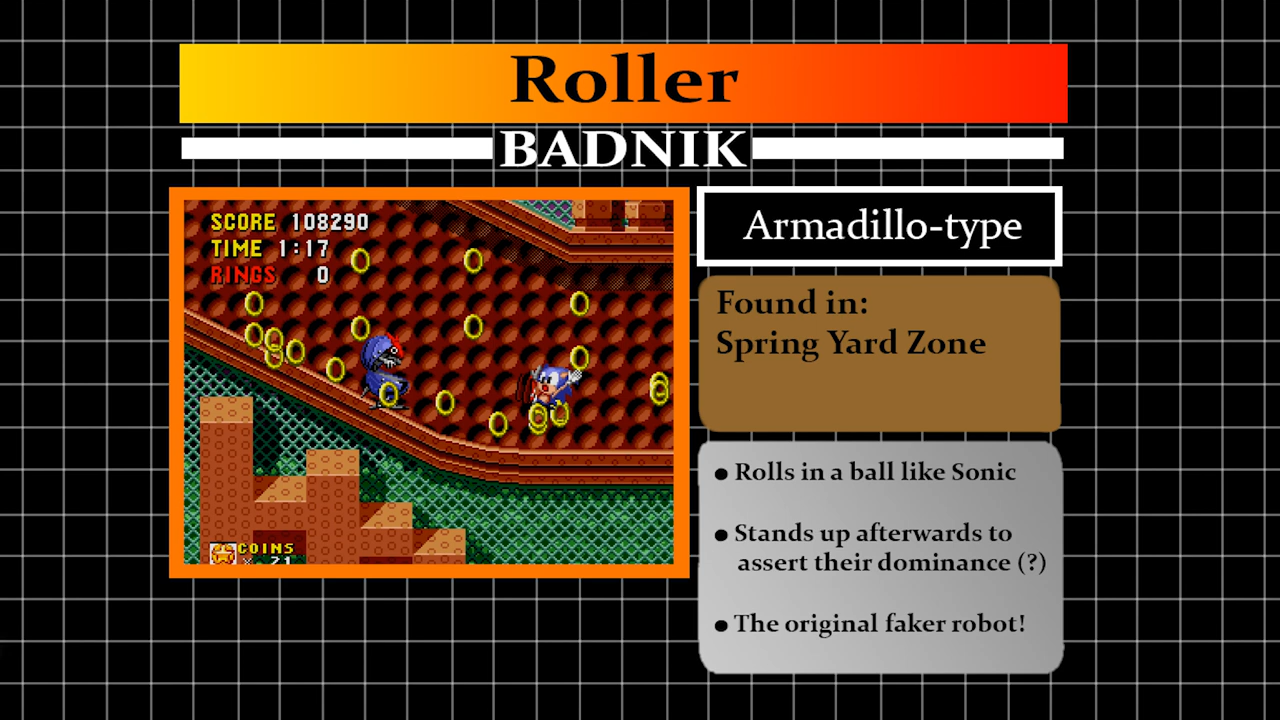 Roller
BADNIK
SCORE 108290
TIME 1:17
RINGS 0
COINS
× 21
Armadillo-type
Found in:
Spring Yard Zone
● Rolls in a ball like Sonic
● Stands up afterwards to
assert their dominance (?)
● The original faker robot!